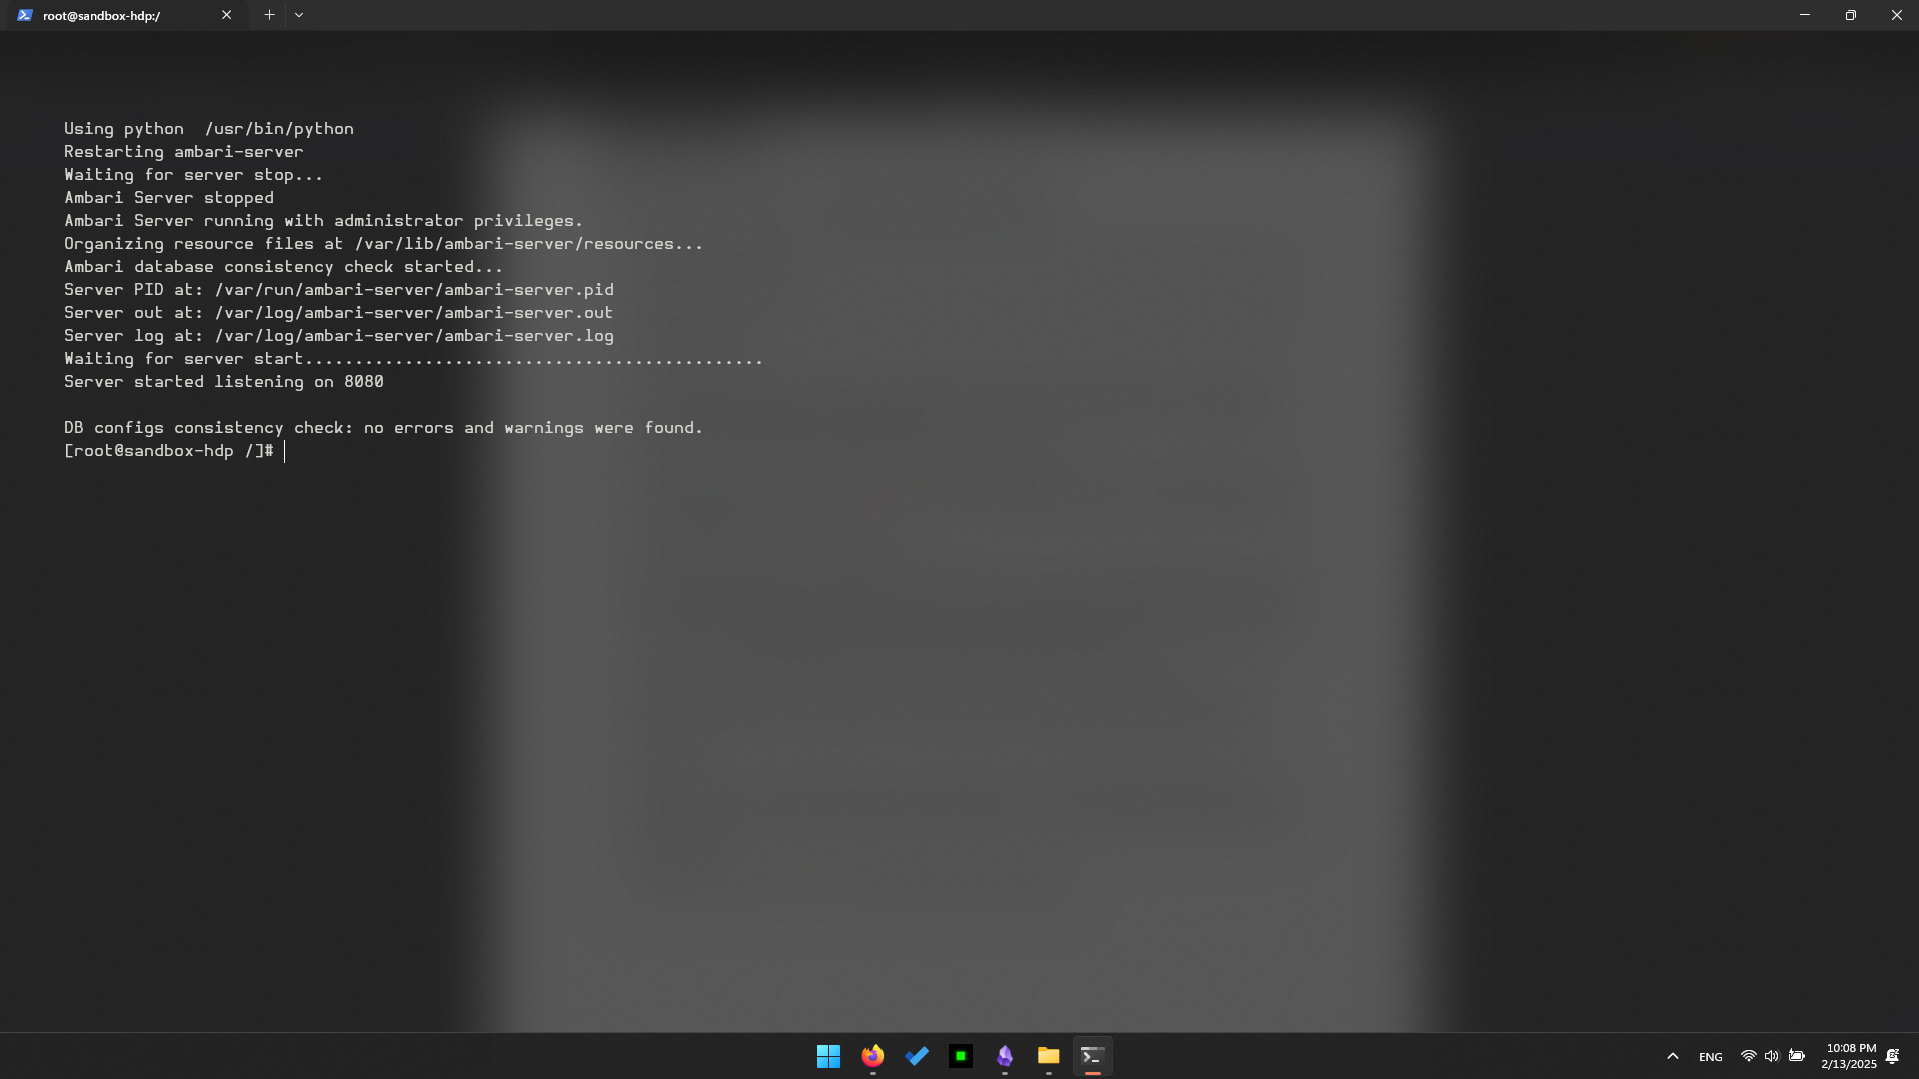 root@sandbox-hdp:/
Using python  /usr/bin/python
Restarting ambari-server
Waiting for server stop...
Ambari Server stopped
Ambari Server running with administrator privileges.
Organizing resource files at /var/lib/ambari-server/resources...
Ambari database consistency check started...
Server PID at: /var/run/ambari-server/ambari-server.pid
Server out at: /var/log/ambari-server/ambari-server.out
Server log at: /var/log/ambari-server/ambari-server.log
Waiting for server start..............................................
Server started listening on 8080
DB configs consistency check: no errors and warnings were found.
[root@sandbox-hdp /]#
ENG
10:08 PM
2/13/2025